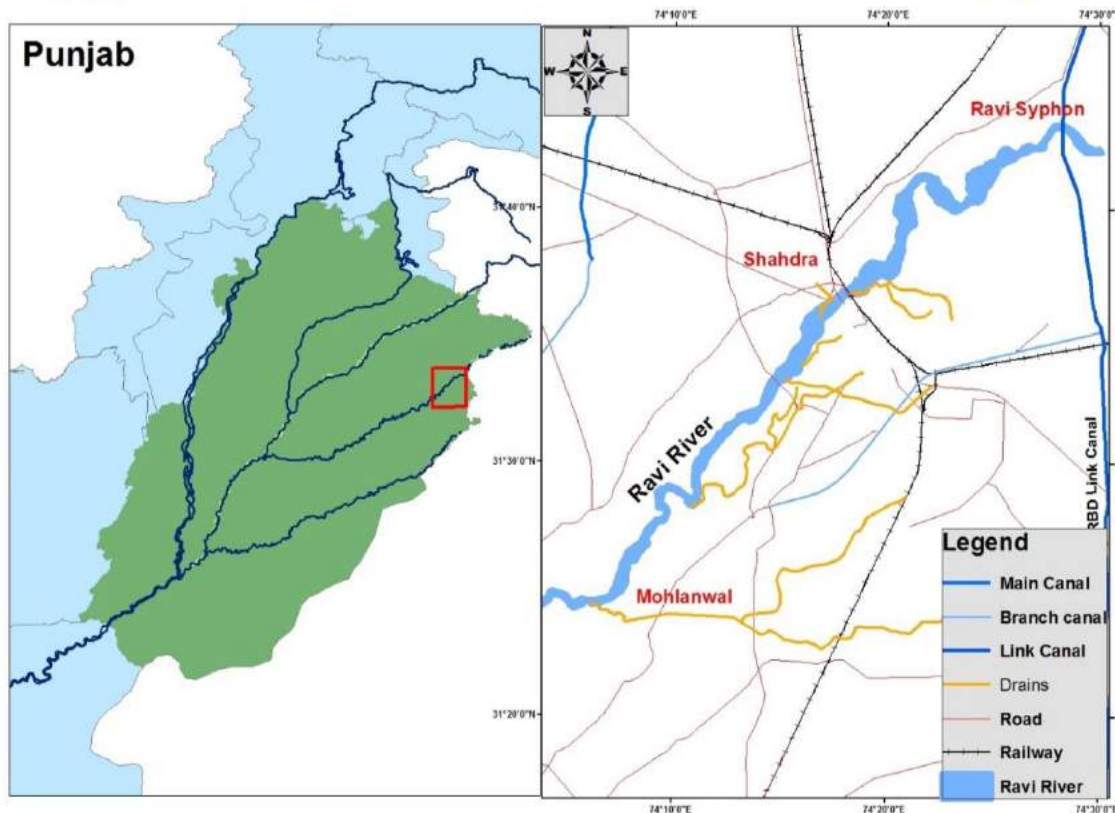 Punjab
74°10'0"E
74°20'0"E
74°30'0"E
N
W
E
S
Ravi Syphon
31°40'0"N
Shahdra
Ravi River
31°30'0"N
RBD Link Canal
Mohlanwal
31°20'0"N
Legend
Main Canal
Branch canal
Link Canal
Drains
Road
Railway
Ravi River
74°10'0"E
74°20'0"E
74°30'0"E